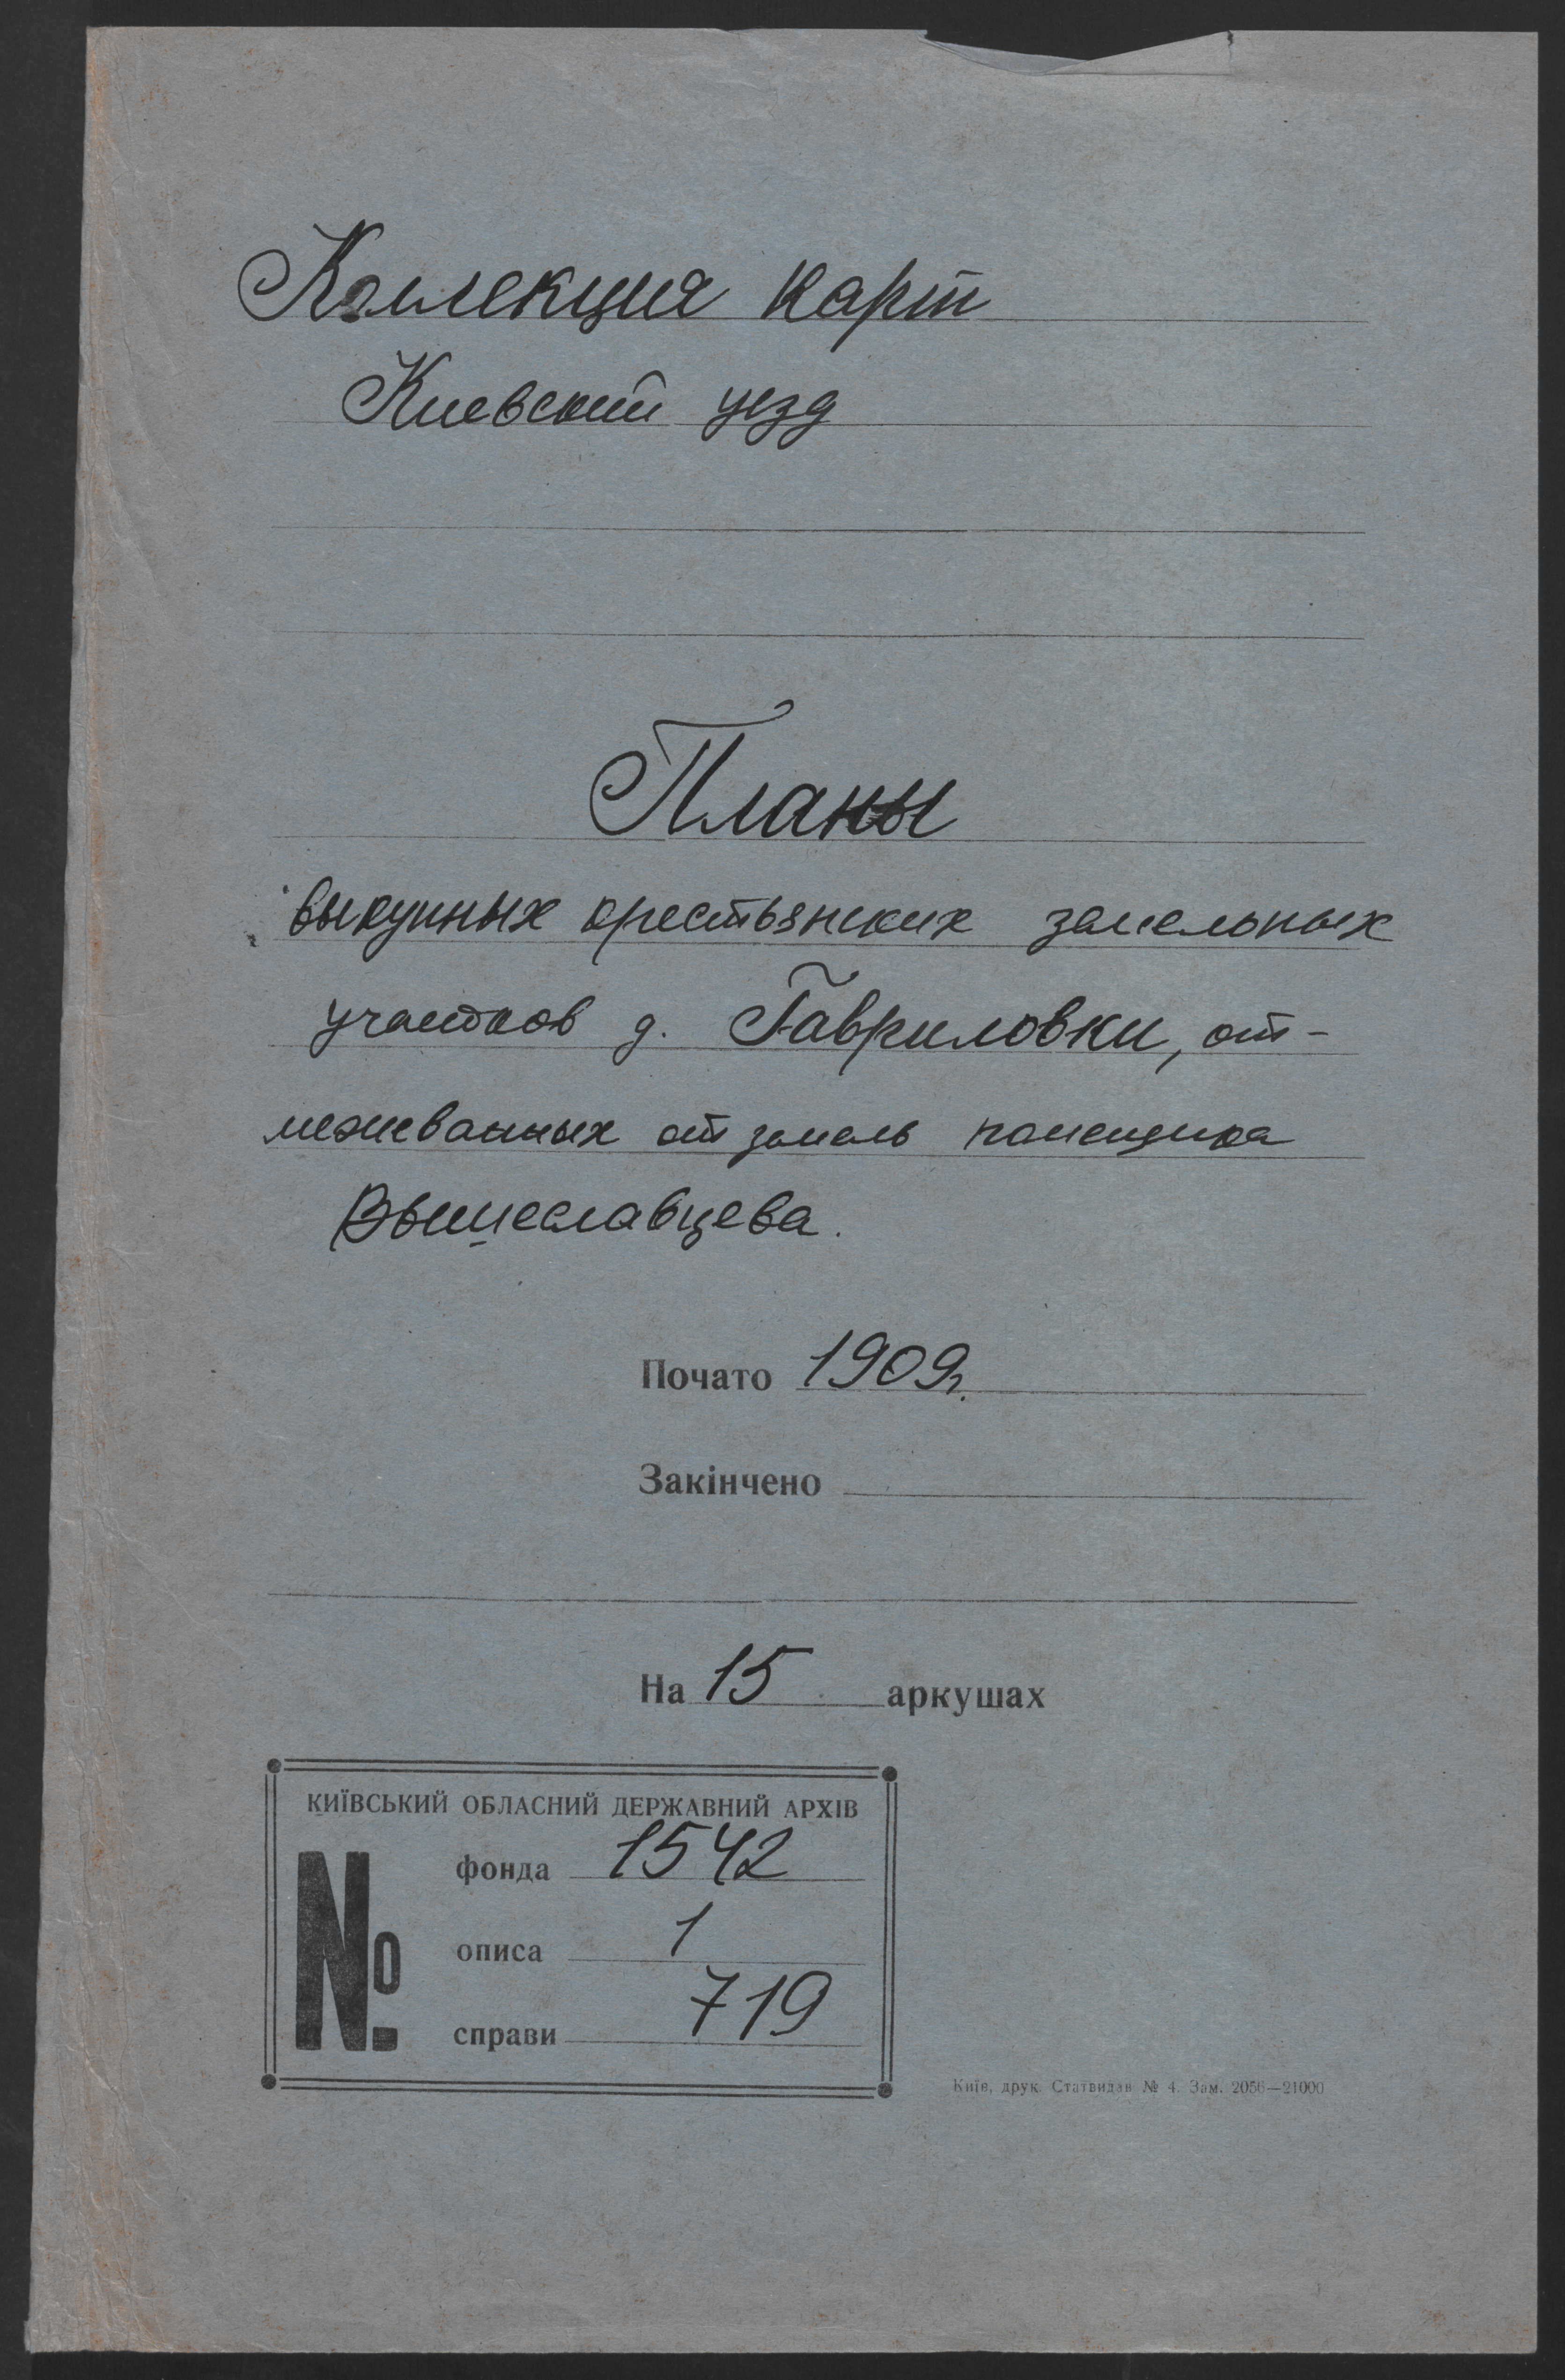 Коллекция карт
Киевский уезд
Планы
выкупных крестьянских земельных
участков д. Гавриловки, от-
межеванных от земель помещика
Вышеславцева.
Почато 1909г.
Закінчено
На 15 аркушах
КИЇВСЬКИЙ ОБЛАСНИЙ ДЕРЖАВНИЙ АРХІВ
№
фонда 1542
описа 1
справи 719
Київ, друк. Статвидав № 4. Зам. 2056—21000